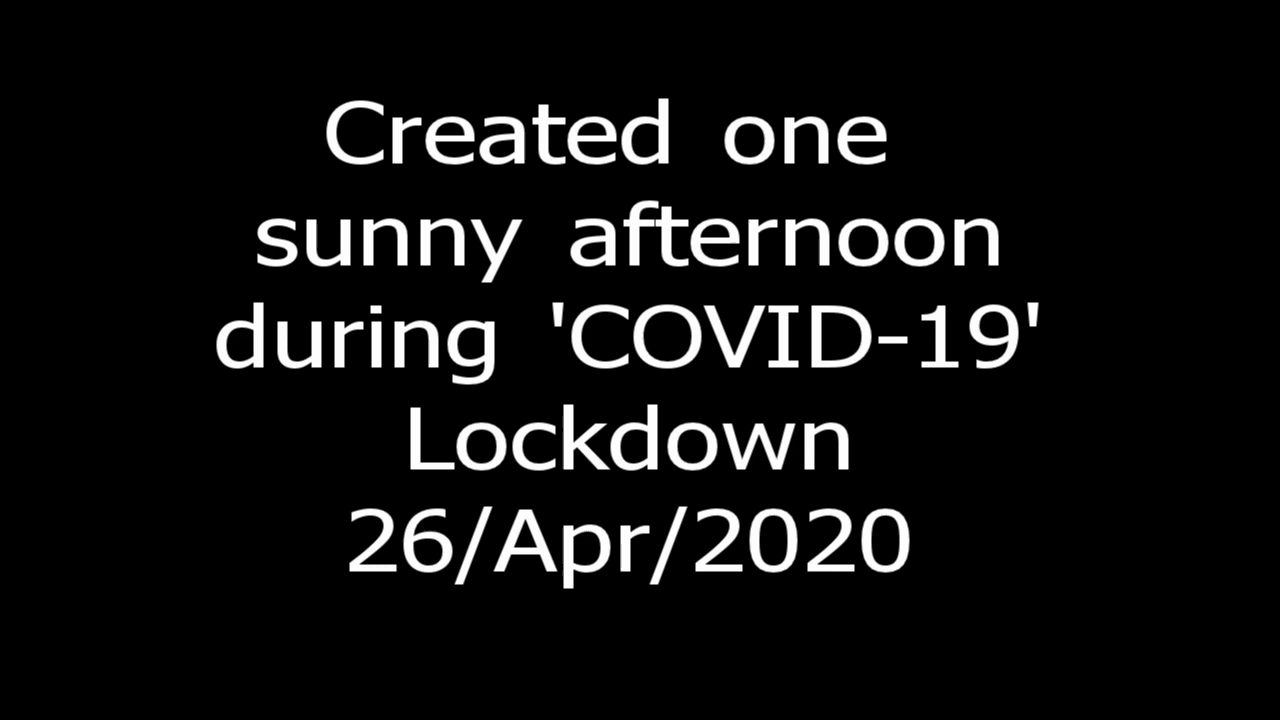 Created one
sunny afternoon
during 'COVID-19'
Lockdown
26/Apr/2020